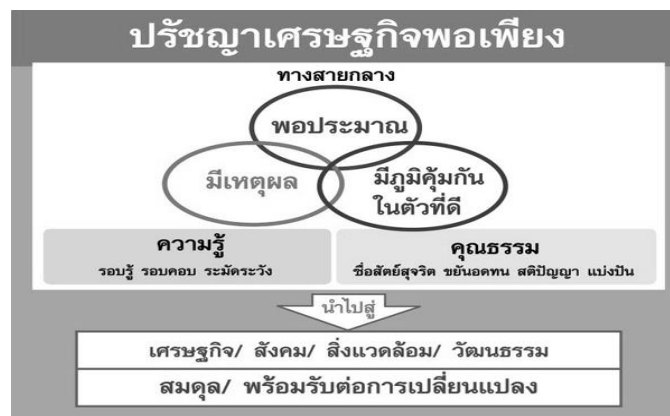 ปรัชญาเศรษฐกิจพอเพียง
ทางสายกลาง
พอประมาณ
มีเหตุผล
มีภูมิคุ้มกัน
ในตัวที่ดี
ความรู้
รอบรู้ รอบคอบ ระมัดระวัง
คุณธรรม
ซื่อสัตย์สุจริต ขยันอดทน สติปัญญา แบ่งปัน
นำไปสู่
เศรษฐกิจ/ สังคม/ สิ่งแวดล้อม/ วัฒนธรรม
สมดุล/ พร้อมรับต่อการเปลี่ยนแปลง